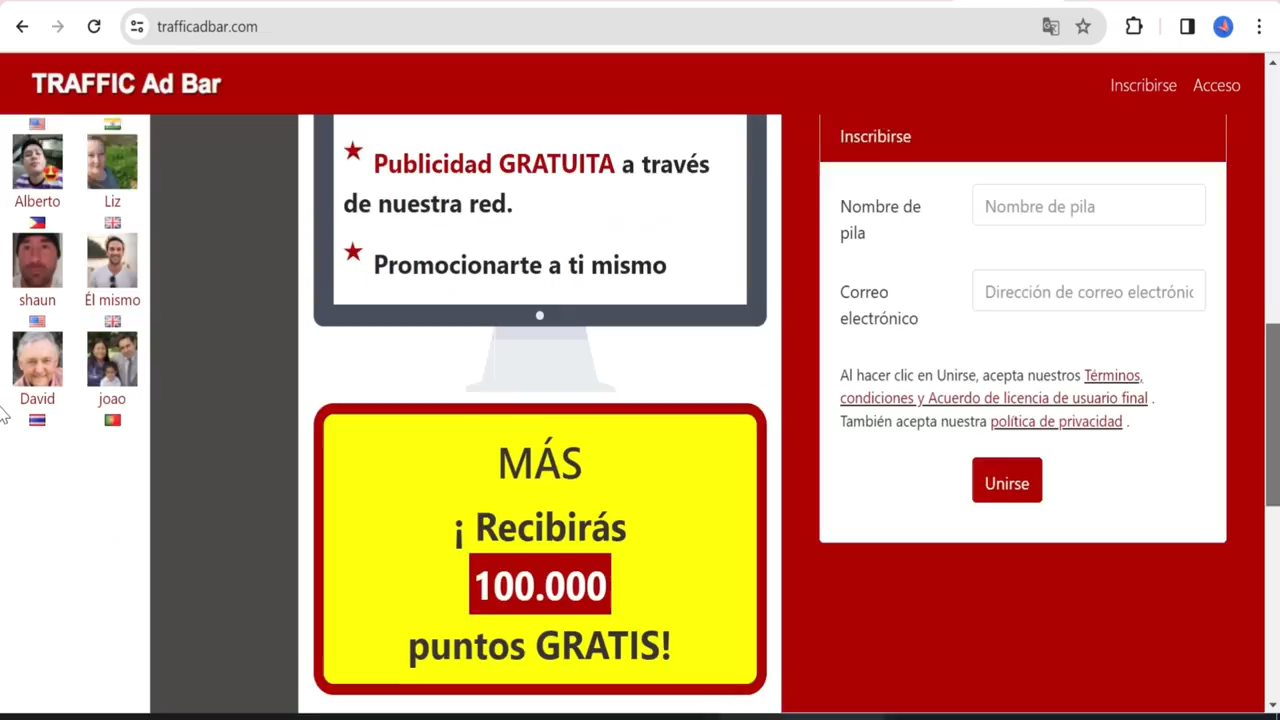 trafficadbar.com
TRAFFIC Ad Bar
Inscribirse
Acceso
Alberto
Liz
shaun
Él mismo
David
joao
Publicidad GRATUITA a través
de nuestra red.
Promocionarte a ti mismo
MÁS
¡ Recibirás
100.000
puntos GRATIS!
Inscribirse
Nombre de
pila
Nombre de pila
Correo
electrónico
Dirección de correo electrónic
Al hacer clic en Unirse, acepta nuestros Términos,
condiciones y Acuerdo de licencia de usuario final .
También acepta nuestra política de privacidad .
Unirse